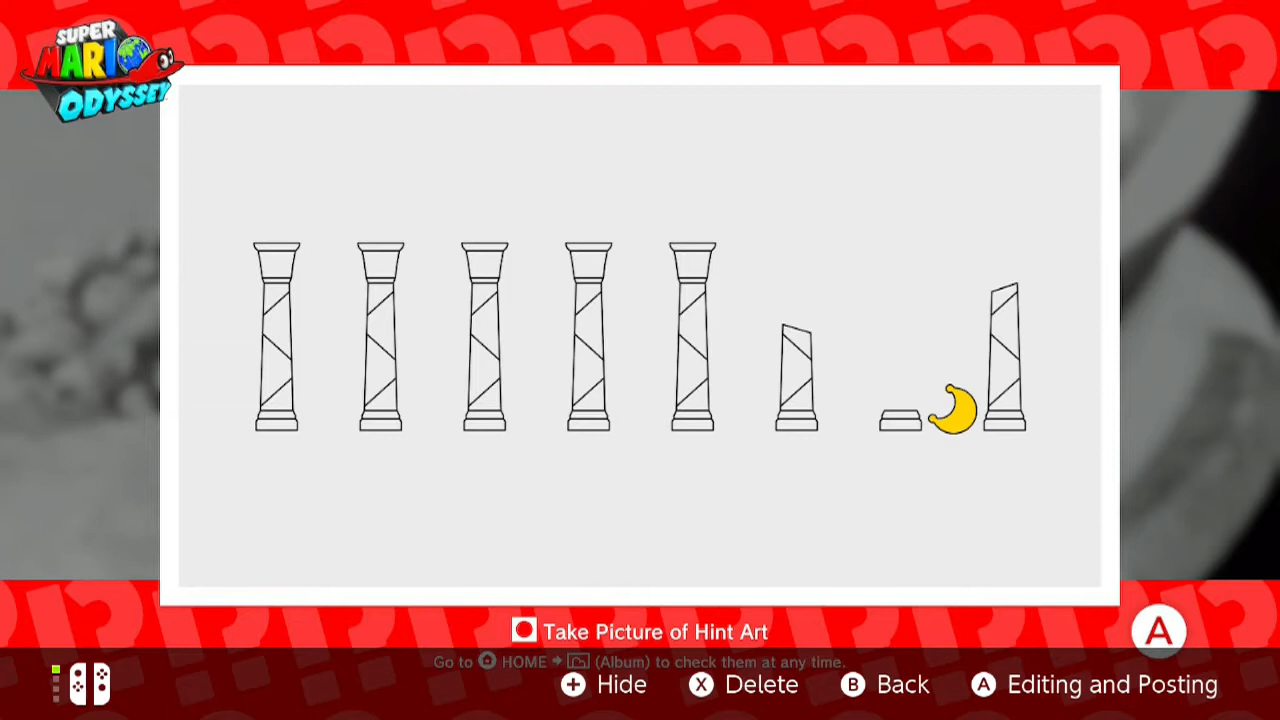 SUPER
MARIO
ODYSSEY
Take Picture of Hint Art
A
Go to HOME ➜ (Album) to check them at any time.
+ Hide
X Delete
B Back
A Editing and Posting